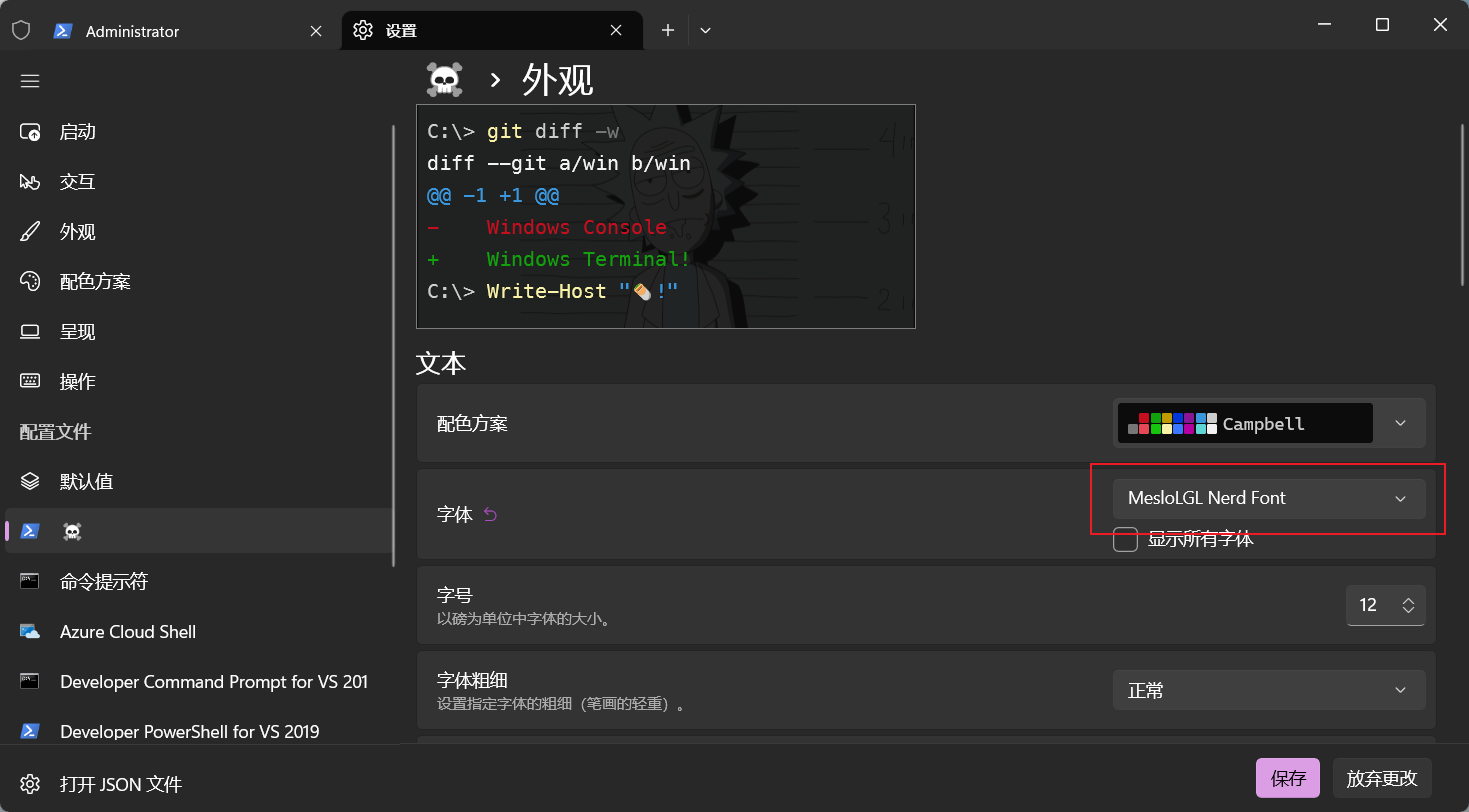 Administrator
设置
☠ › 外观
启动
交互
外观
配色方案
呈现
操作
配置文件
默认值
☠
命令提示符
Azure Cloud Shell
Developer Command Prompt for VS 201
Developer PowerShell for VS 2019
打开 JSON 文件
C:\> git diff -w
diff --git a/win b/win
@@ -1 +1 @@
-    Windows Console
+    Windows Terminal!
C:\> Write-Host "🌯!"
文本
配色方案
Campbell
字体
MesloLGL Nerd Font
显示所有字体
字号
以磅为单位中字体的大小。
12
字体粗细
设置指定字体的粗细（笔画的轻重）。
正常
保存
放弃更改